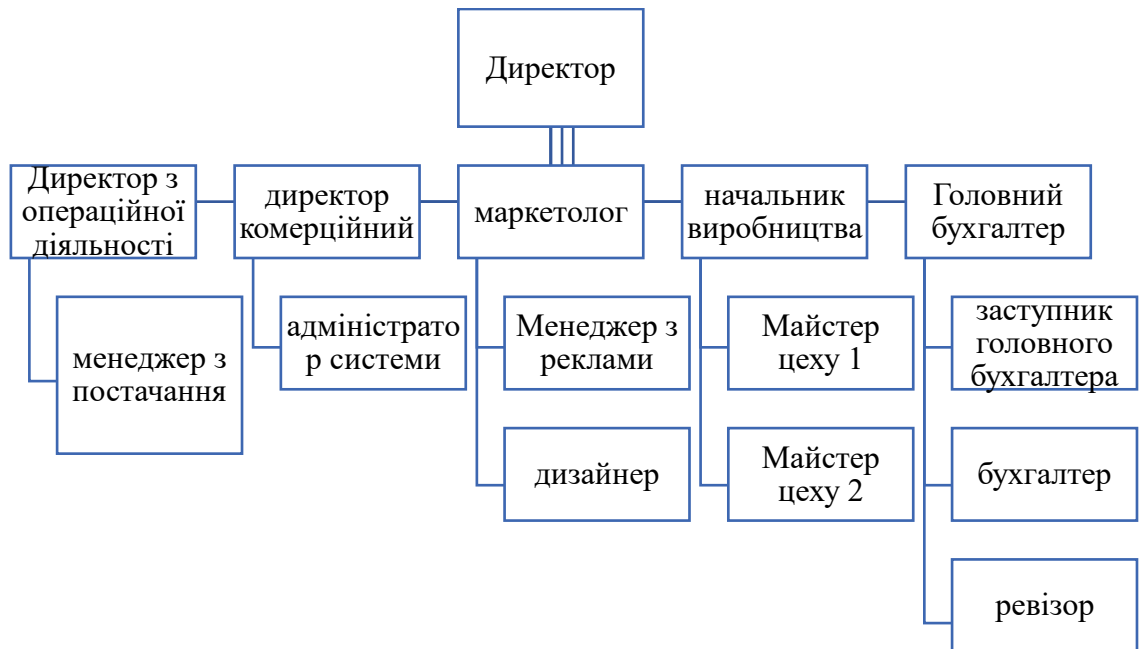 Директор
Директор з
операційної
діяльності
директор
комерційний
маркетолог
начальник
виробництва
Головний
бухгалтер
менеджер з
постачання
адміністрато
р системи
Менеджер з
реклами
Майстер
цеху 1
заступник
головного
бухгалтера
дизайнер
Майстер
цеху 2
бухгалтер
ревізор